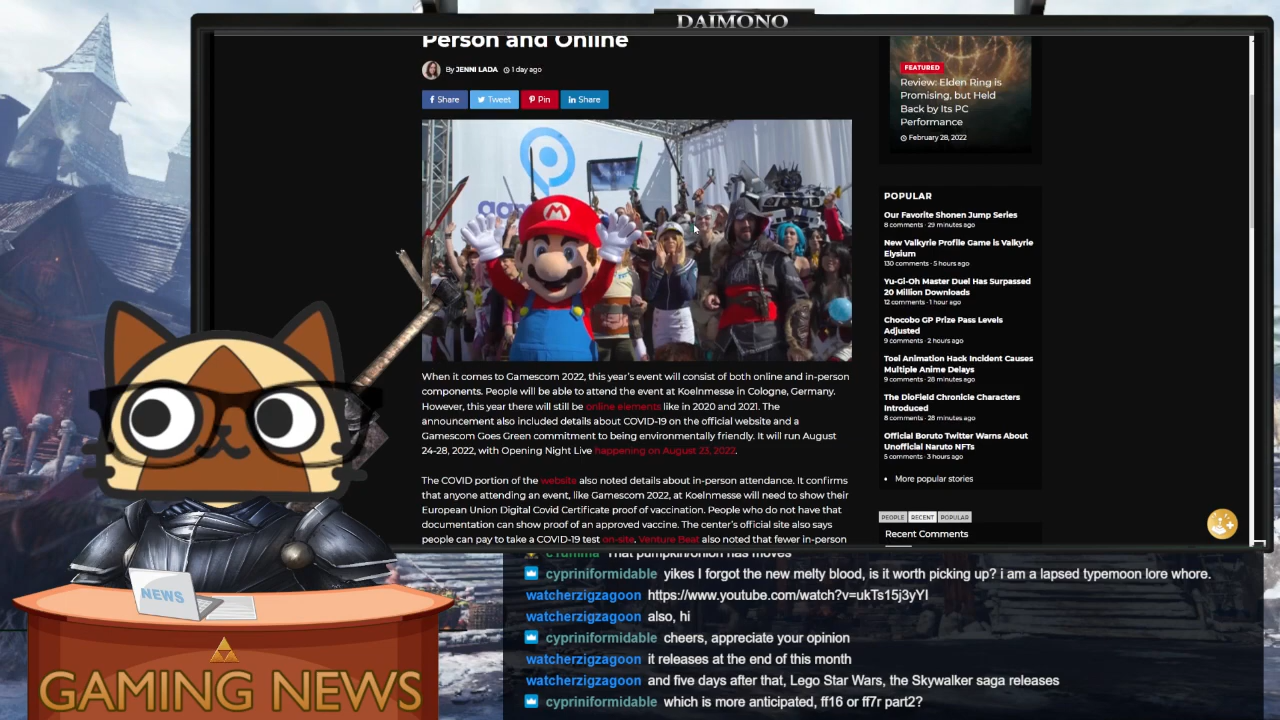 DAIMONO
Person and Online
By JENNI LADA 1 day ago
Share Tweet Pin Share
When it comes to Gamescom 2022, this year's event will consist of both online and in-person
components. People will be able to attend the event at Koelnmesse in Cologne, Germany.
However, this year there will still be online elements like in 2020 and 2021. The
announcement also included details about COVID-19 on the official website and a
Gamescom Goes Green commitment to being environmentally friendly. It will run August
24-28, 2022, with Opening Night Live happening on August 23, 2022.
The COVID portion of the website also noted details about in-person attendance. It confirms
that anyone attending an event, like Gamescom 2022, at Koelnmesse will need to show their
European Union Digital Covid Certificate proof of vaccination. People who do not have that
documentation can show proof of an approved vaccine. The center's official site also says
people can pay to take a COVID-19 test on-site. Venture Beat also noted that fewer in-person
FEATURED
Review: Elden Ring is
Promising, but Held
Back by Its PC
Performance
February 28, 2022
POPULAR
Our Favorite Shonen Jump Series
8 comments · 29 minutes ago
New Valkyrie Profile Game is Valkyrie
Elysium
130 comments · 5 hours ago
Yu-Gi-Oh Master Duel Has Surpassed
20 Million Downloads
12 comments · 1 hour ago
Chocobo GP Prize Pass Levels
Adjusted
9 comments · 2 hours ago
Toei Animation Hack Incident Causes
Multiple Anime Delays
9 comments · 28 minutes ago
The DioField Chronicle Characters
Introduced
8 comments · 28 minutes ago
Official Boruto Twitter Warns About
Unofficial Naruto NFTs
5 comments · 3 hours ago
More popular stories
PEOPLE RECENT POPULAR
Recent Comments
NEWS
GAMING NEWS
That pumpkin/onion has moves
cypriniformidable yikes I forgot the new melty blood, is it worth picking up? i am a lapsed typemoon lore whore.
watcherzigzagoon https://www.youtube.com/watch?v=ukTs15j3yYI
watcherzigzagoon also, hi
cypriniformidable cheers, appreciate your opinion
watcherzigzagoon it releases at the end of this month
watcherzigzagoon and five days after that, Lego Star Wars, the Skywalker saga releases
cypriniformidable which is more anticipated, ff16 or ff7r part2?